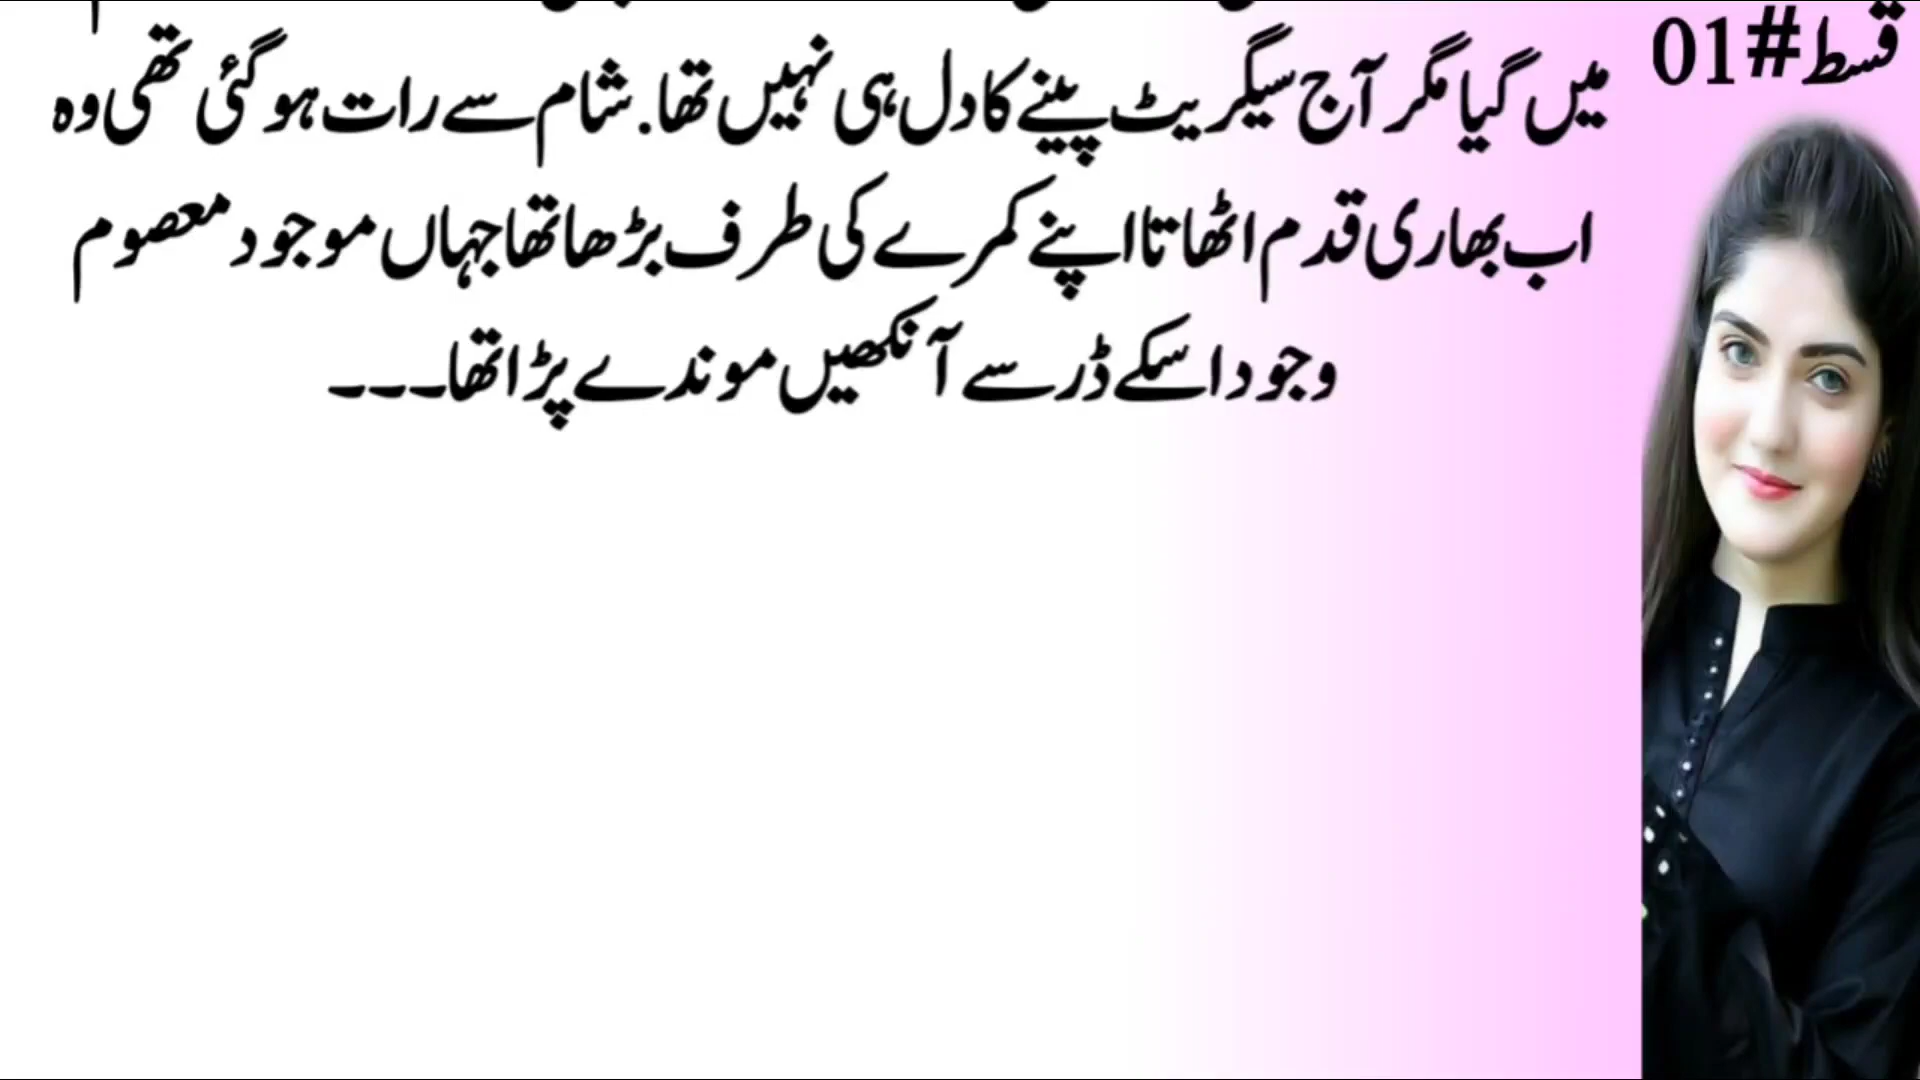 قسط#01
میں گیا مگر آج سیگریٹ پینے کا دل ہی نہیں تھا. شام سے رات ہو گئی تھی وہ
اب بھاری قدم اٹھاتا اپنے کمرے کی طرف بڑھا تھا جہاں موجود معصوم
وجود اسکے ڈر سے آنکھیں موندے پڑا تھا۔۔۔